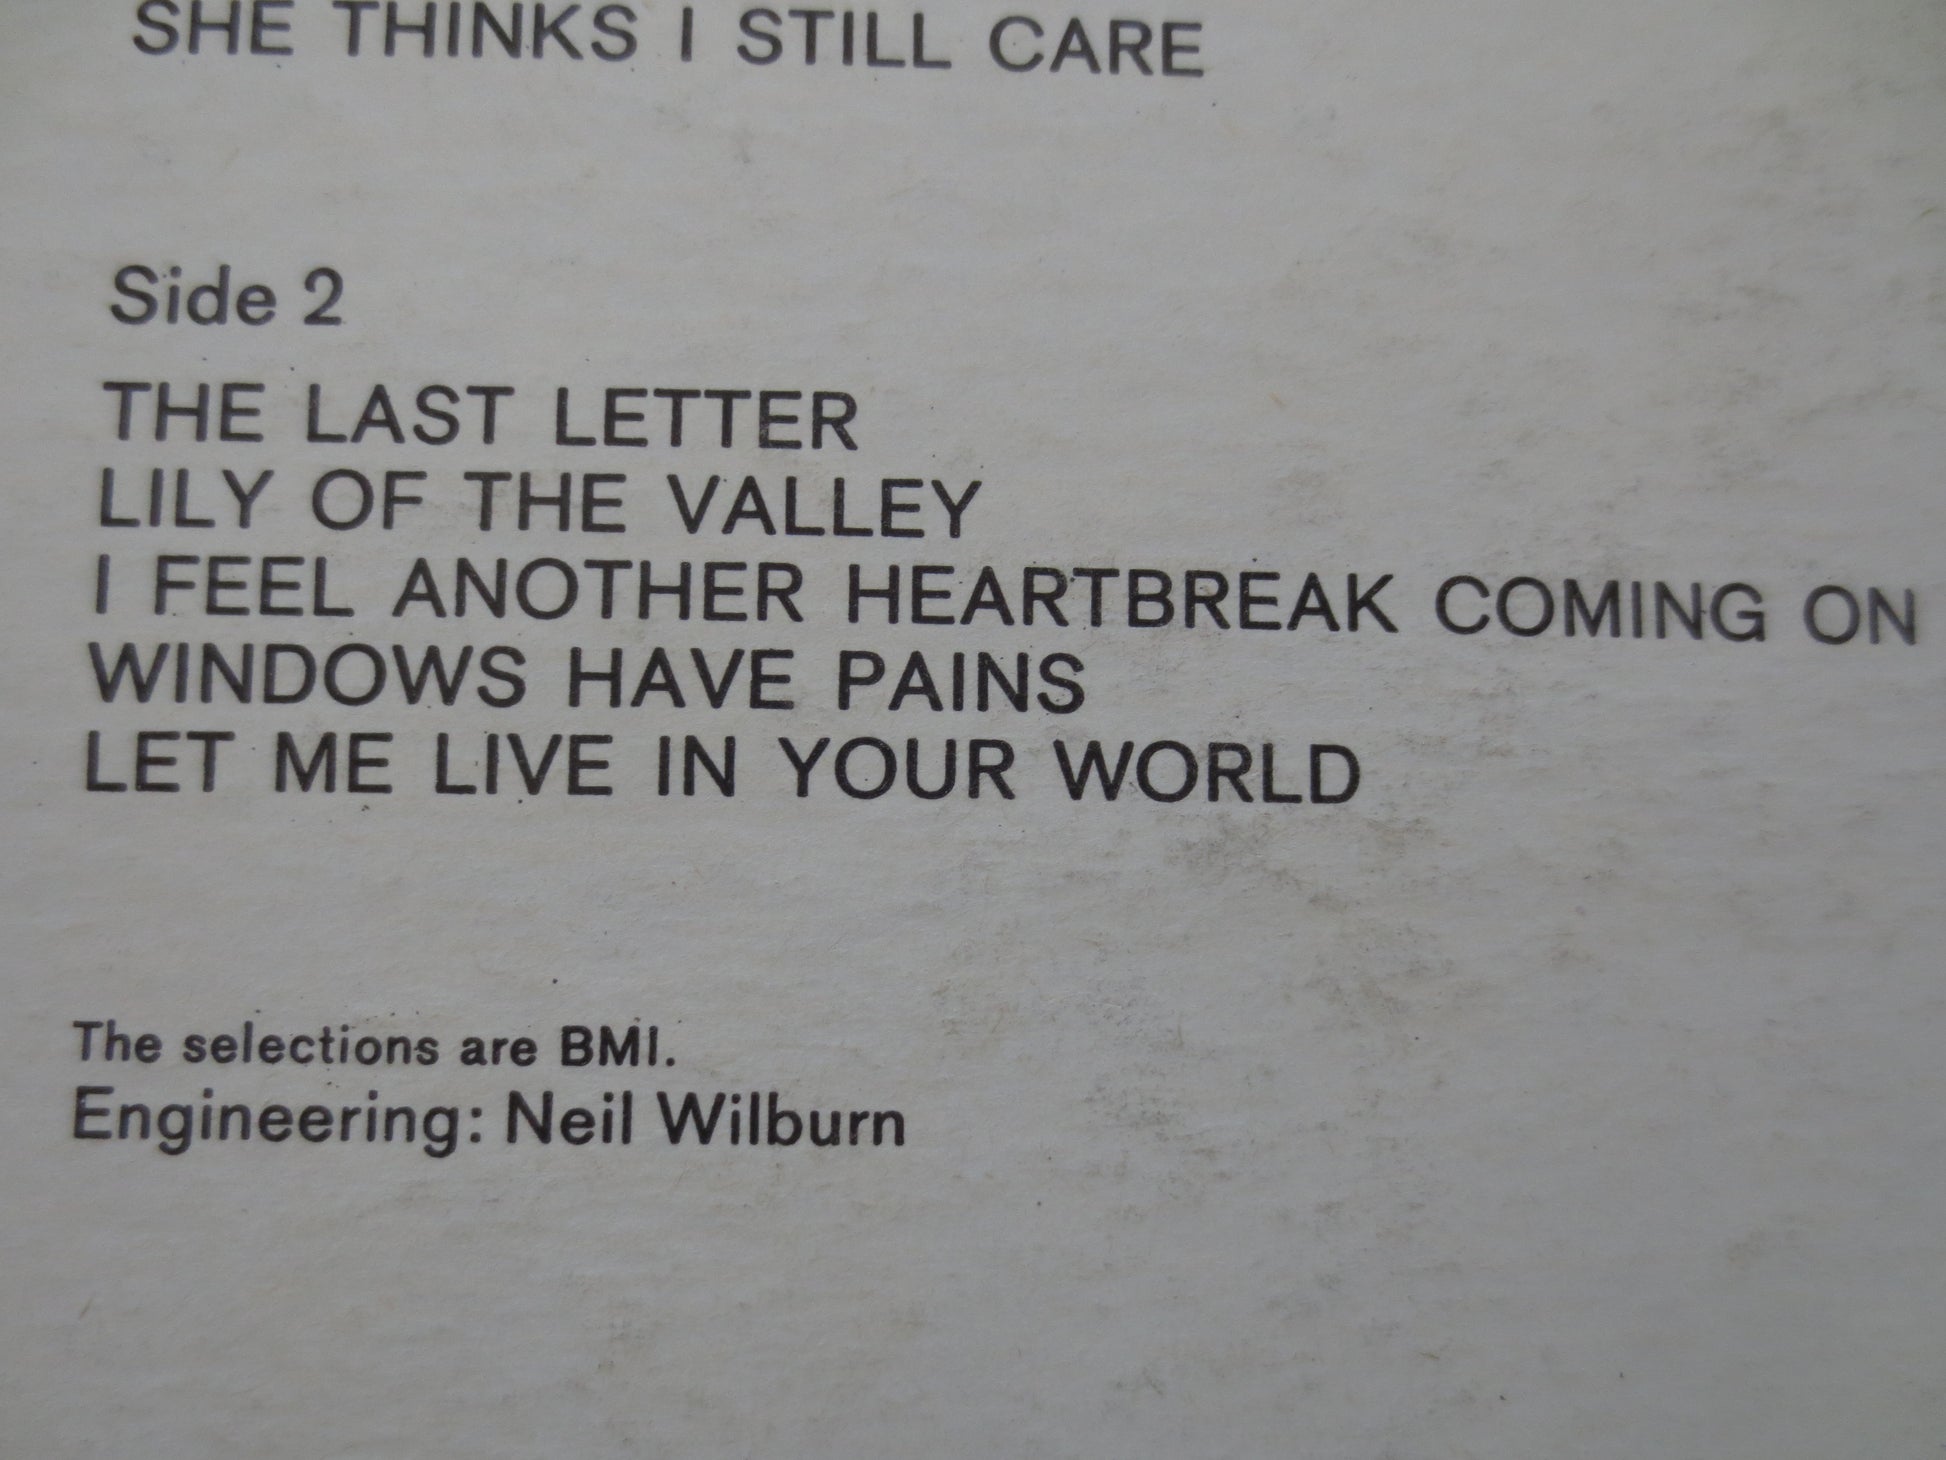 SHE THINKS I STILL CARE
Side 2
THE LAST LETTER
LILY OF THE VALLEY
I FEEL ANOTHER HEARTBREAK COMING ON
WINDOWS HAVE PAINS
LET ME LIVE IN YOUR WORLD
The selections are BMI.
Engineering: Neil Wilburn